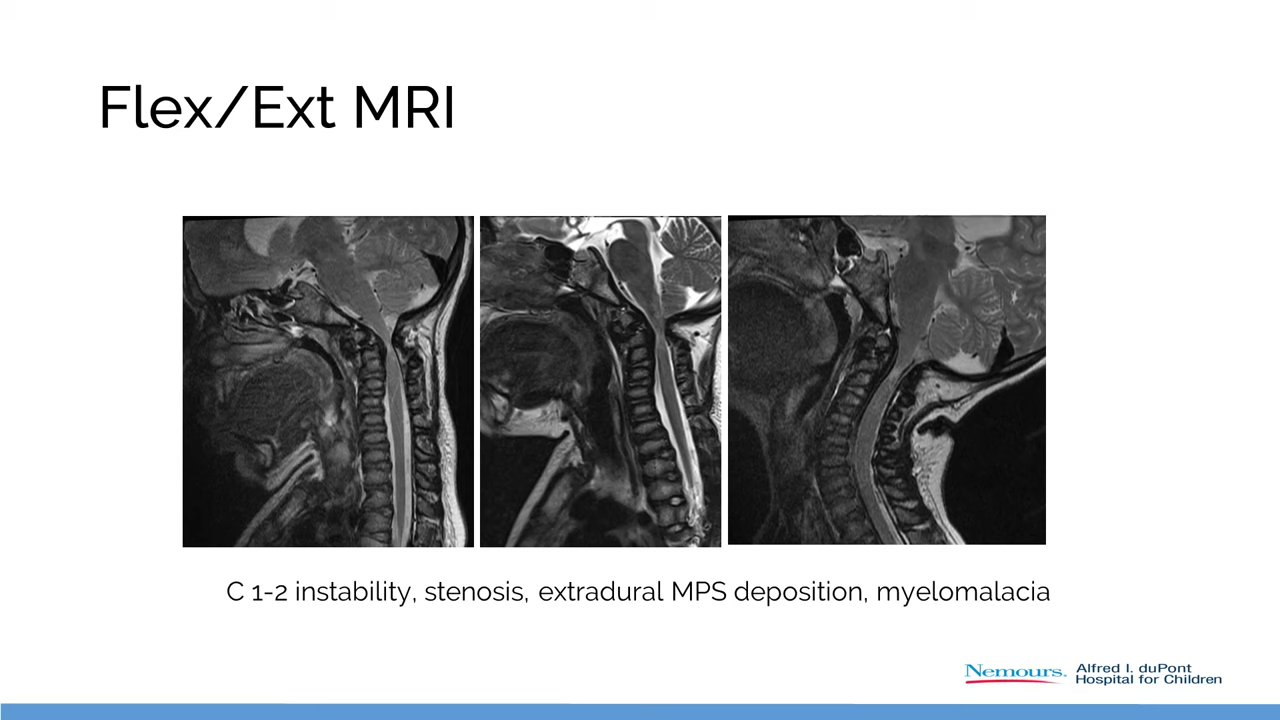 Flex/Ext MRI
C 1-2 instability, stenosis, extradural MPS deposition, myelomalacia
Nemours. Alfred I. duPont
Hospital for Children